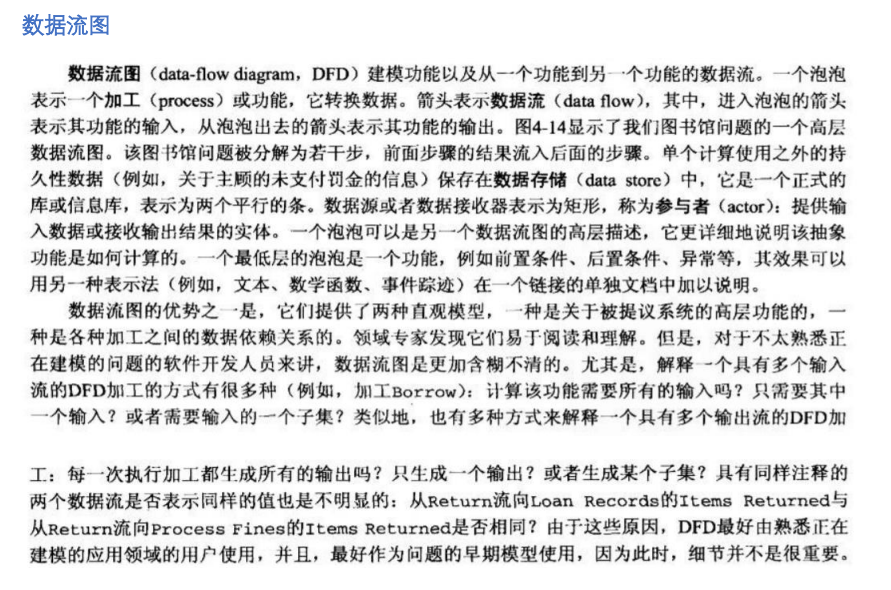 数据流图
数据流图（data-flow diagram，DFD）建模功能以及从一个功能到另一个功能的数据流。一个泡泡
表示一个加工（process）或功能，它转换数据。箭头表示数据流（data flow），其中，进入泡泡的箭头
表示其功能的输入，从泡泡出去的箭头表示其功能的输出。图4-14显示了我们图书馆问题的一个高层
数据流图。该图书馆问题被分解为若干步，前面步骤的结果流入后面的步骤。单个计算使用之外的持
久性数据（例如，关于主顾的未支付罚金的信息）保存在数据存储（data store）中，它是一个正式的
库或信息库，表示为两个平行的条。数据源或者数据接收器表示为矩形，称为参与者（actor）：提供输
入数据或接收输出结果的实体。一个泡泡可以是另一个数据流图的高层描述，它更详细地说明该抽象
功能是如何计算的。一个最低层的泡泡是一个功能，例如前置条件、后置条件、异常等，其效果可以
用另一种表示法（例如，文本、数学函数、事件踪迹）在一个链接的单独文档中加以说明。
数据流图的优势之一是，它们提供了两种直观模型，一种是关于被提议系统的高层功能的，一
种是各种加工之间的数据依赖关系的。领域专家发现它们易于阅读和理解。但是，对于不太熟悉正
在建模的问题的软件开发人员来讲，数据流图是更加含糊不清的。尤其是，解释一个具有多个输入
流的DFD加工的方式有很多种（例如，加工Borrow）：计算该功能需要所有的输入吗？只需要其中
一个输入？或者需要输入的一个子集？类似地，也有多种方式来解释一个具有多个输出流的DFD加
工：每一次执行加工都生成所有的输出吗？只生成一个输出？或者生成某个子集？具有同样注释的
两个数据流是否表示同样的值也是不明显的：从Return流向Loan Records的Items Returned与
从Return流向Process Fines的Items Returned是否相同？由于这些原因，DFD最好由熟悉正在
建模的应用领域的用户使用，并且，最好作为问题的早期模型使用，因为此时，细节并不是很重要。